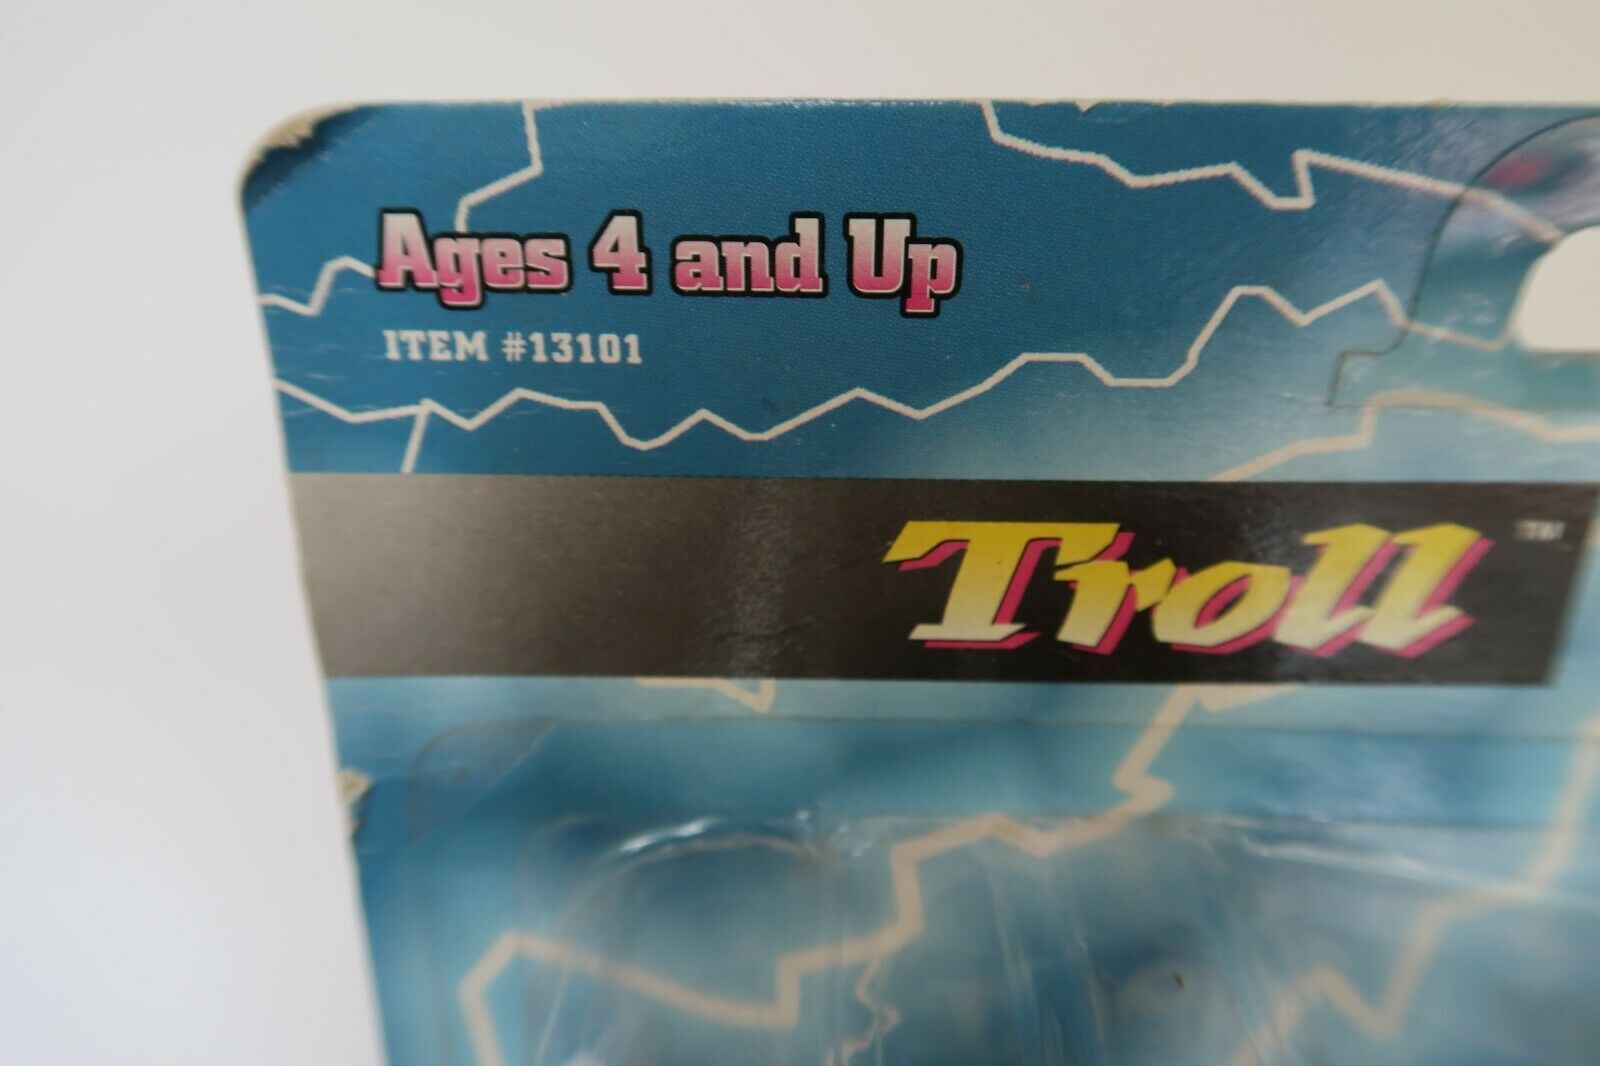 Ages 4 and Up
ITEM #13101
Troll™